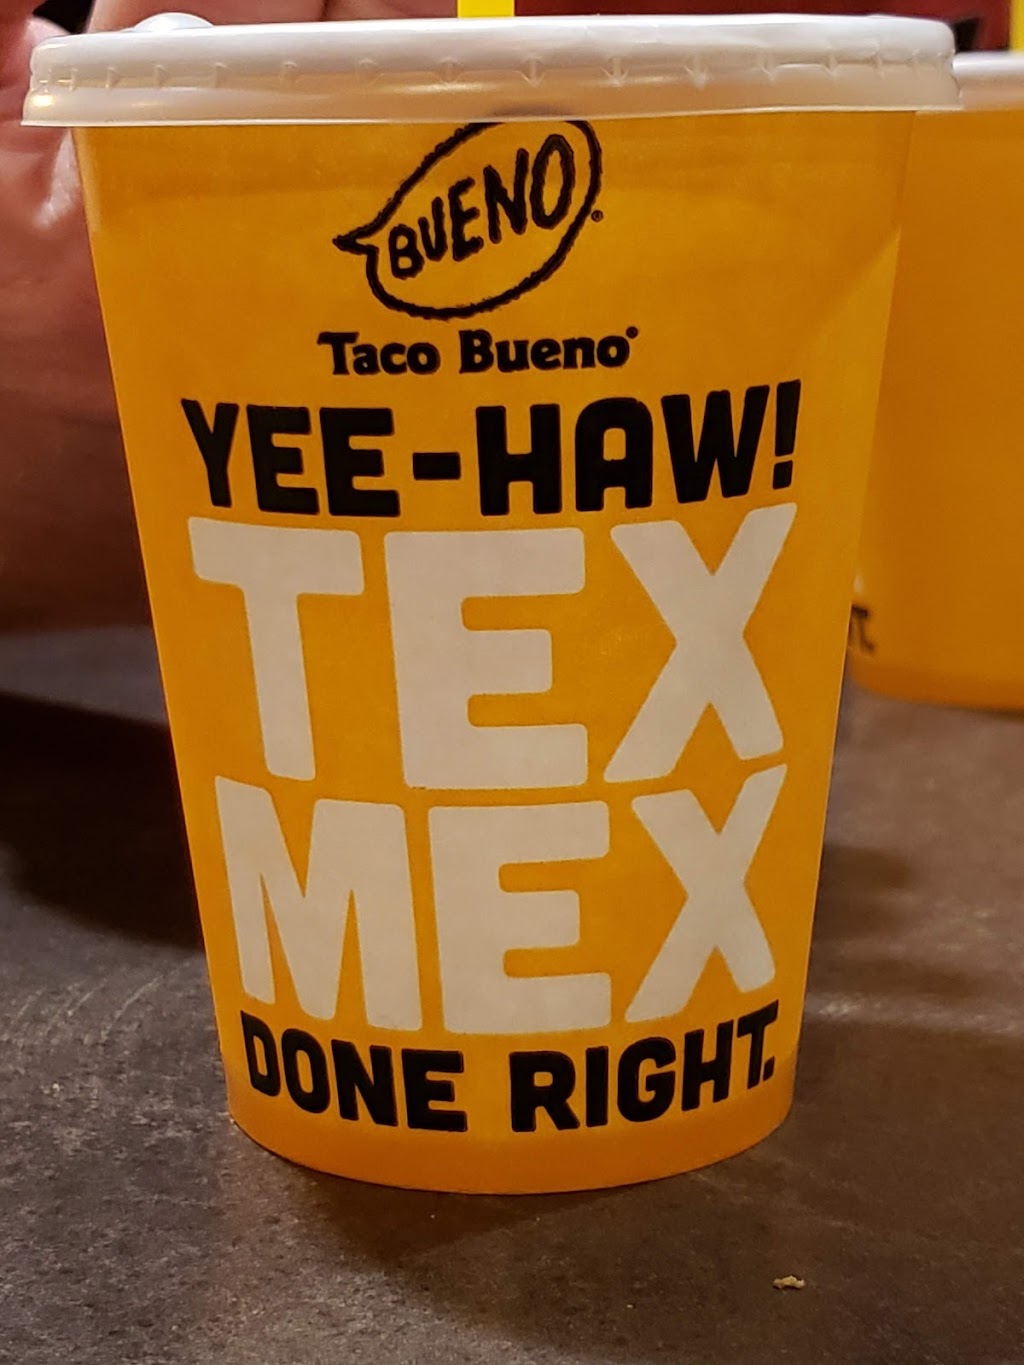 BUENO®
Taco Bueno®
YEE-HAW!
TEX
MEX
DONE RIGHT.
T.